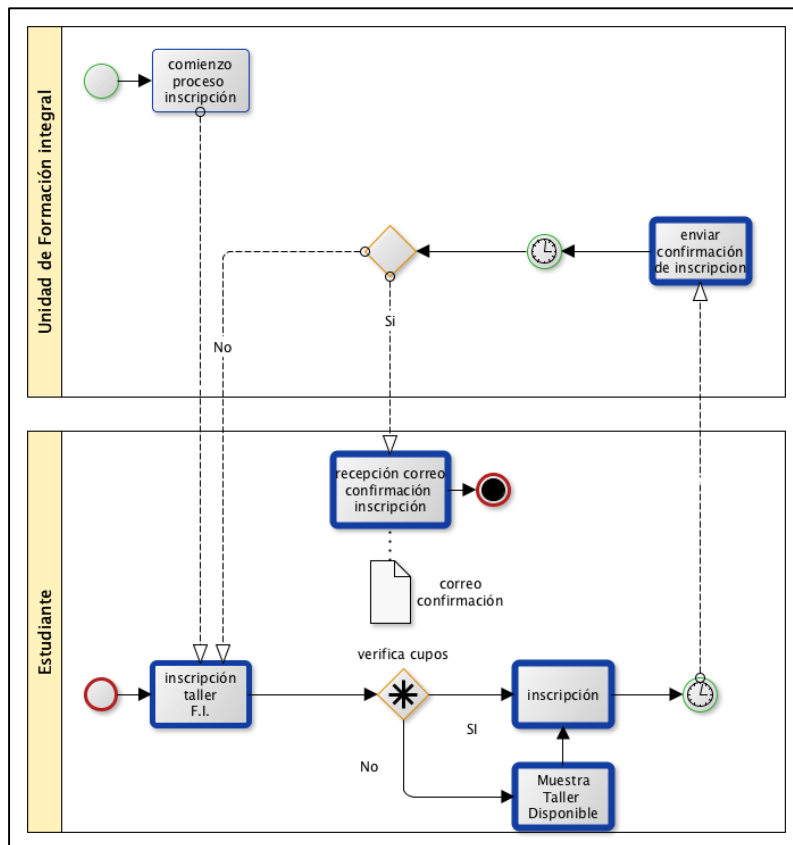 Unidad de Formación integral
comienzo
proceso
inscripción
enviar
confirmación
de inscripcion
Si
No
Estudiante
recepción correo
confirmación
inscripción
correo
confirmación
verifica cupos
inscripción
taller
F.I.
inscripción
SI
No
Muestra
Taller
Disponible